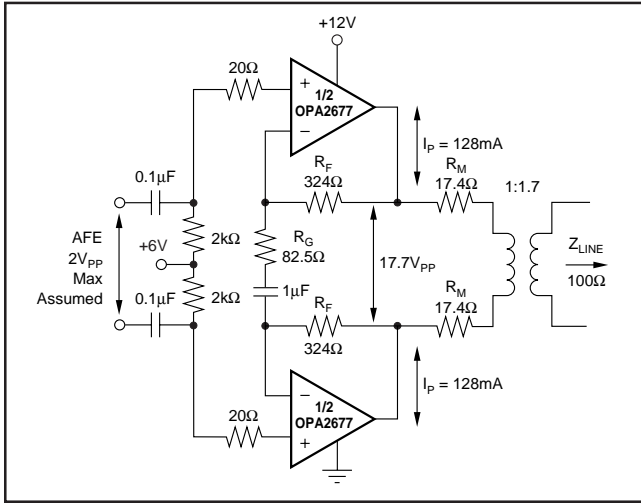 +12V
20Ω
+
1/2
OPA2677
−
I_P = 128mA
R_F
324Ω
R_M
17.4Ω
1:1.7
0.1µF
AFE
2V_PP
Max
Assumed
+6V
2kΩ
2kΩ
R_G
82.5Ω
17.7V_PP
Z_LINE
100Ω
1µF
0.1µF
R_F
324Ω
R_M
17.4Ω
I_P = 128mA
−
1/2
OPA2677
+
20Ω